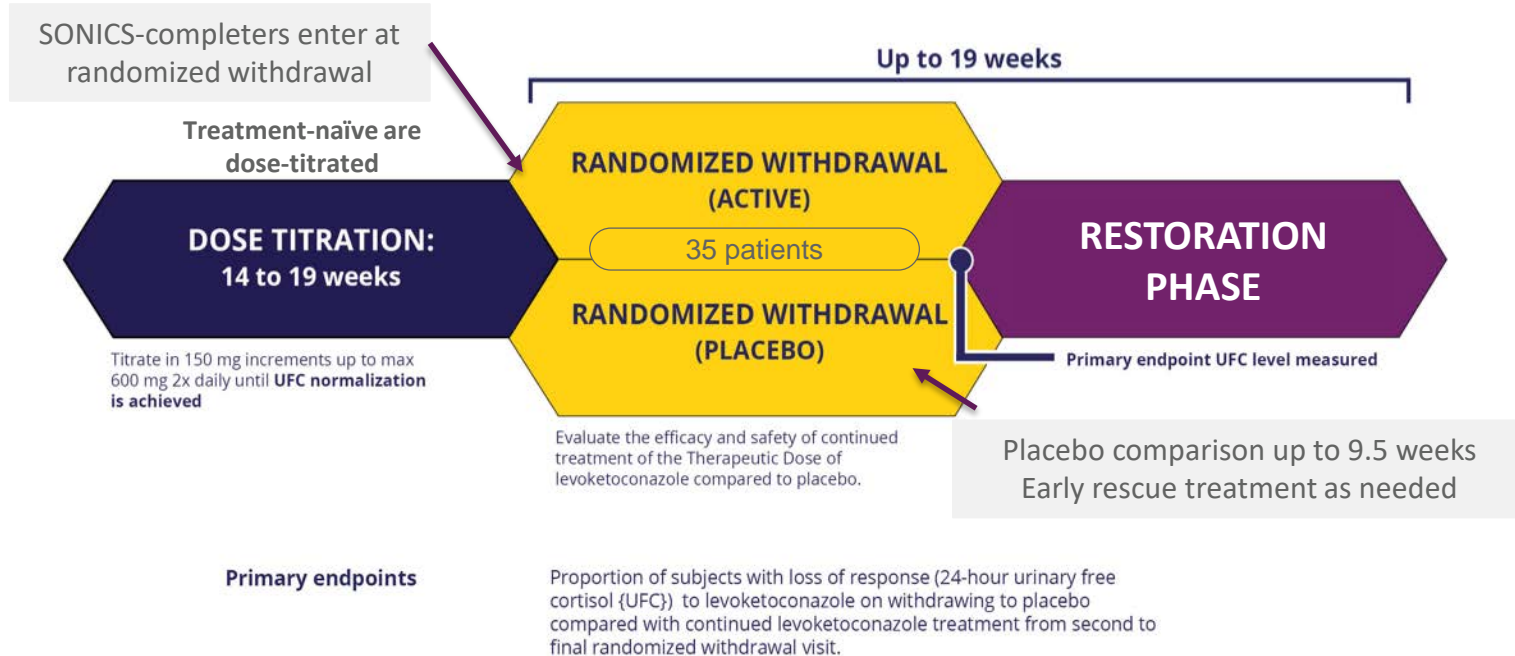 SONICS-completers enter at
randomized withdrawal
Up to 19 weeks
Treatment-naïve are
dose-titrated
RANDOMIZED WITHDRAWAL
(ACTIVE)
DOSE TITRATION:
14 to 19 weeks
35 patients
RESTORATION
PHASE
RANDOMIZED WITHDRAWAL
(PLACEBO)
Titrate in 150 mg increments up to max
600 mg 2x daily until UFC normalization
is achieved
Primary endpoint UFC level measured
Evaluate the efficacy and safety of continued
treatment of the Therapeutic Dose of
levoketoconazole compared to placebo.
Placebo comparison up to 9.5 weeks
Early rescue treatment as needed
Primary endpoints
Proportion of subjects with loss of response (24-hour urinary free
cortisol {UFC}) to levoketoconazole on withdrawing to placebo
compared with continued levoketoconazole treatment from second to
final randomized withdrawal visit.